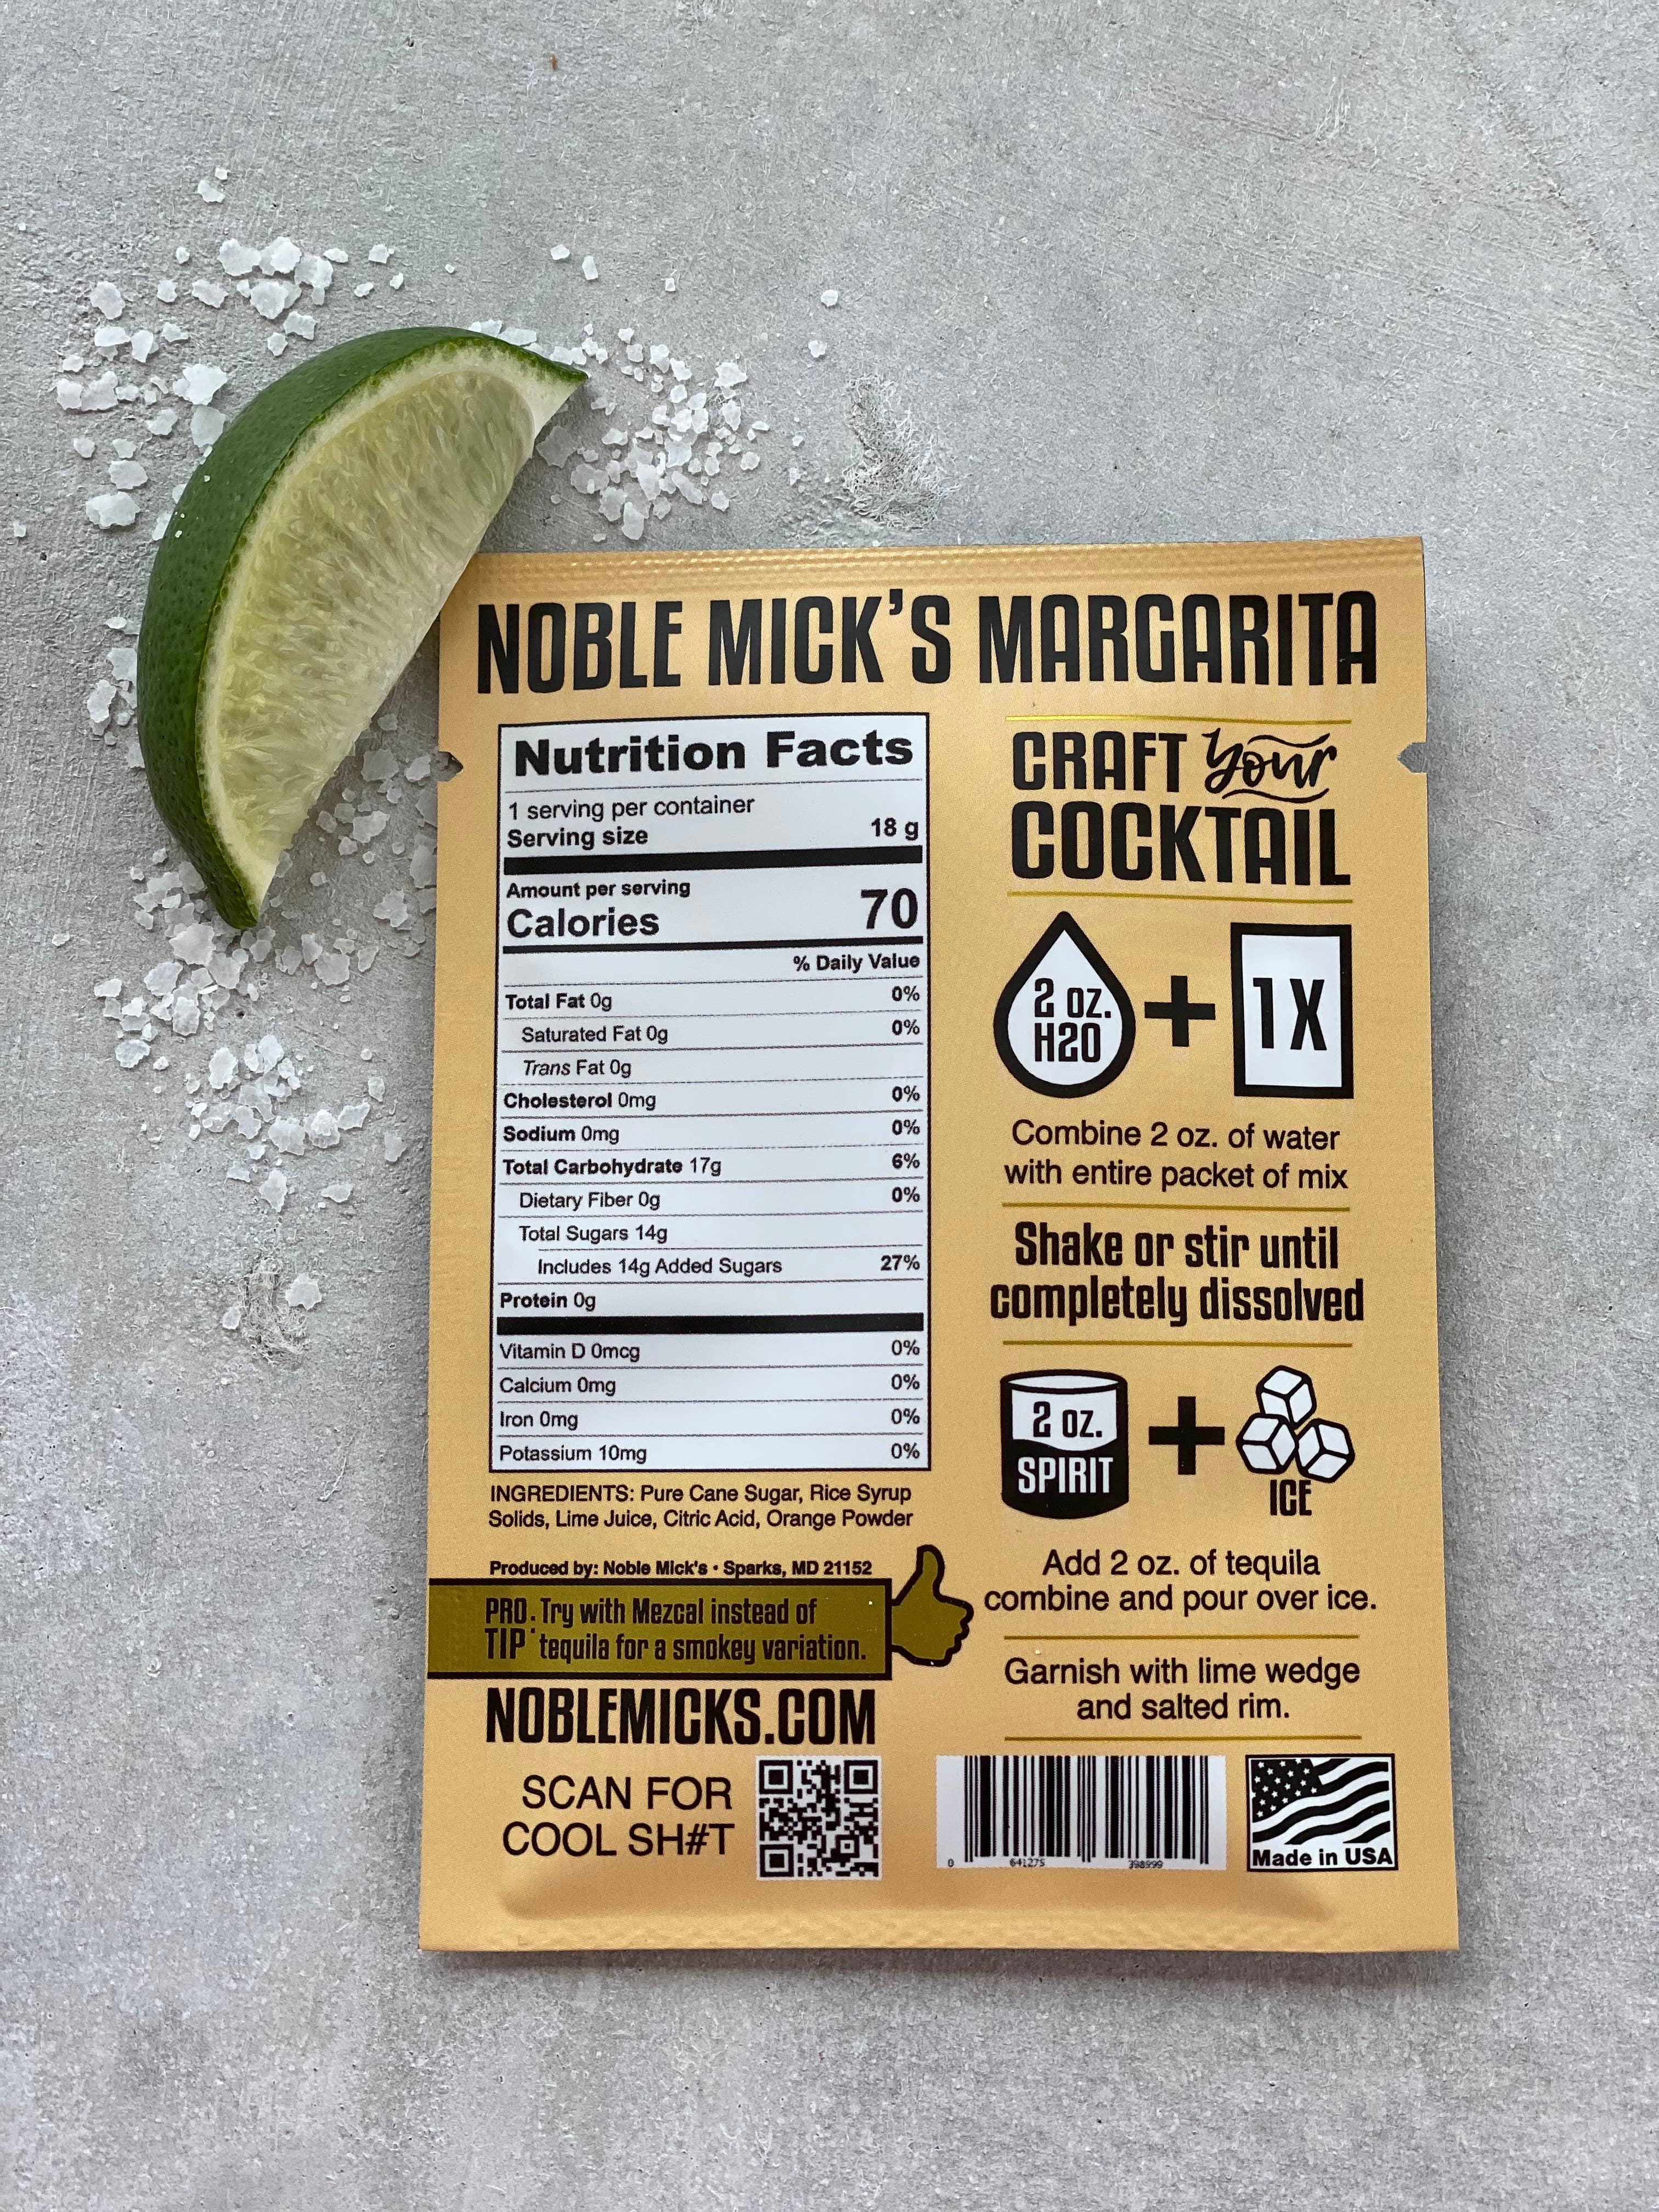 NOBLE MICK'S MARGARITA
Nutrition Facts
1 serving per container
Serving size 18 g
Amount per serving
Calories 70
% Daily Value
Total Fat 0g 0%
Saturated Fat 0g 0%
Trans Fat 0g
Cholesterol 0mg 0%
Sodium 0mg 0%
Total Carbohydrate 17g 6%
Dietary Fiber 0g 0%
Total Sugars 14g
Includes 14g Added Sugars 27%
Protein 0g
Vitamin D 0mcg 0%
Calcium 0mg 0%
Iron 0mg 0%
Potassium 10mg 0%
INGREDIENTS: Pure Cane Sugar, Rice Syrup
Solids, Lime Juice, Citric Acid, Orange Powder
Produced by: Noble Mick's • Sparks, MD 21152
PRO TIP: Try with Mezcal instead of
tequila for a smokey variation.
NOBLEMICKS.COM
SCAN FOR
COOL SH#T
CRAFT Your
COCKTAIL
2 OZ.
H2O
+
1X
Combine 2 oz. of water
with entire packet of mix
Shake or stir until
completely dissolved
2 OZ.
SPIRIT
+
ICE
Add 2 oz. of tequila
combine and pour over ice.
Garnish with lime wedge
and salted rim.
0 641275 398999
Made in USA